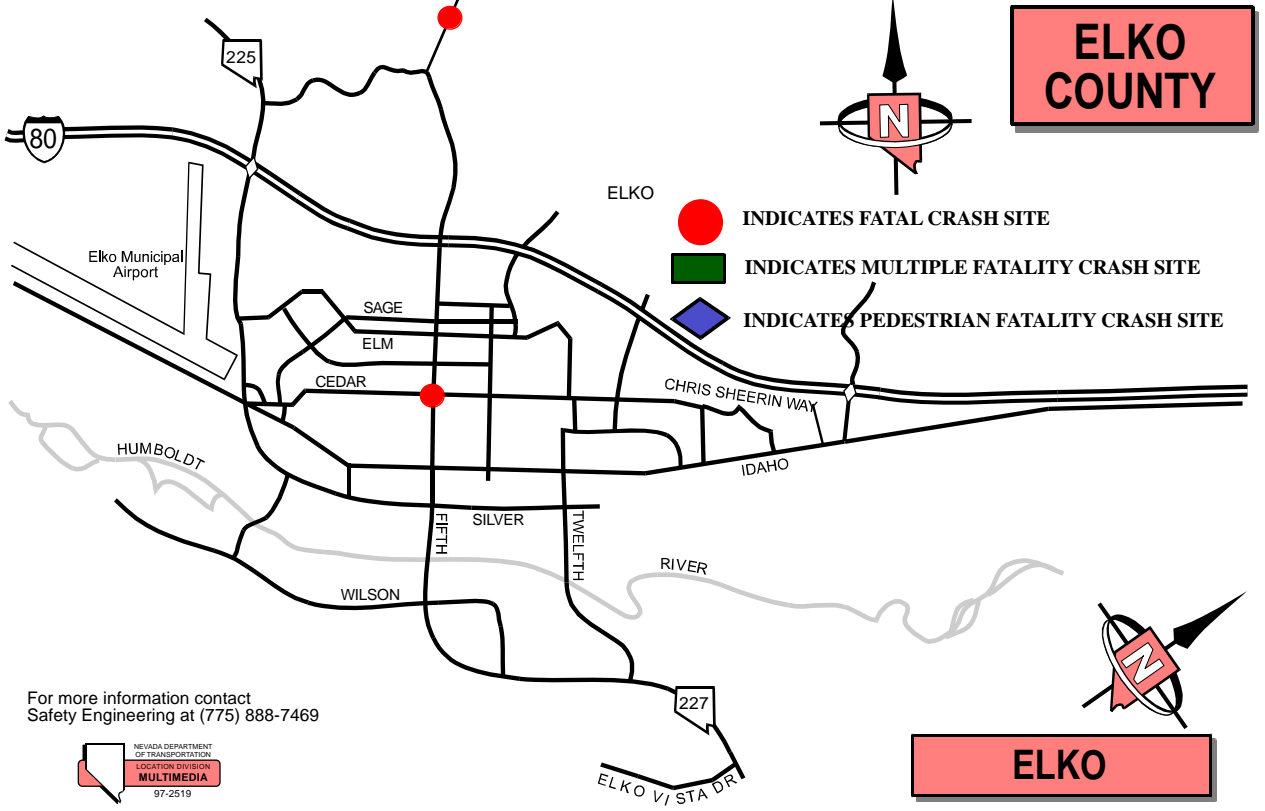 ELKO
COUNTY
225
80
N
ELKO
INDICATES FATAL CRASH SITE
Elko Municipal
Airport
INDICATES MULTIPLE FATALITY CRASH SITE
SAGE
INDICATES PEDESTRIAN FATALITY CRASH SITE
ELM
CEDAR
CHRIS SHEERIN WAY
HUMBOLDT
IDAHO
SILVER
FIFTH
TWELFTH
RIVER
WILSON
N
For more information contact
Safety Engineering at (775) 888-7469
227
NEVADA DEPARTMENT
OF TRANSPORTATION
LOCATION DIVISION
MULTIMEDIA
97-2519
ELKO VISTA DR
ELKO